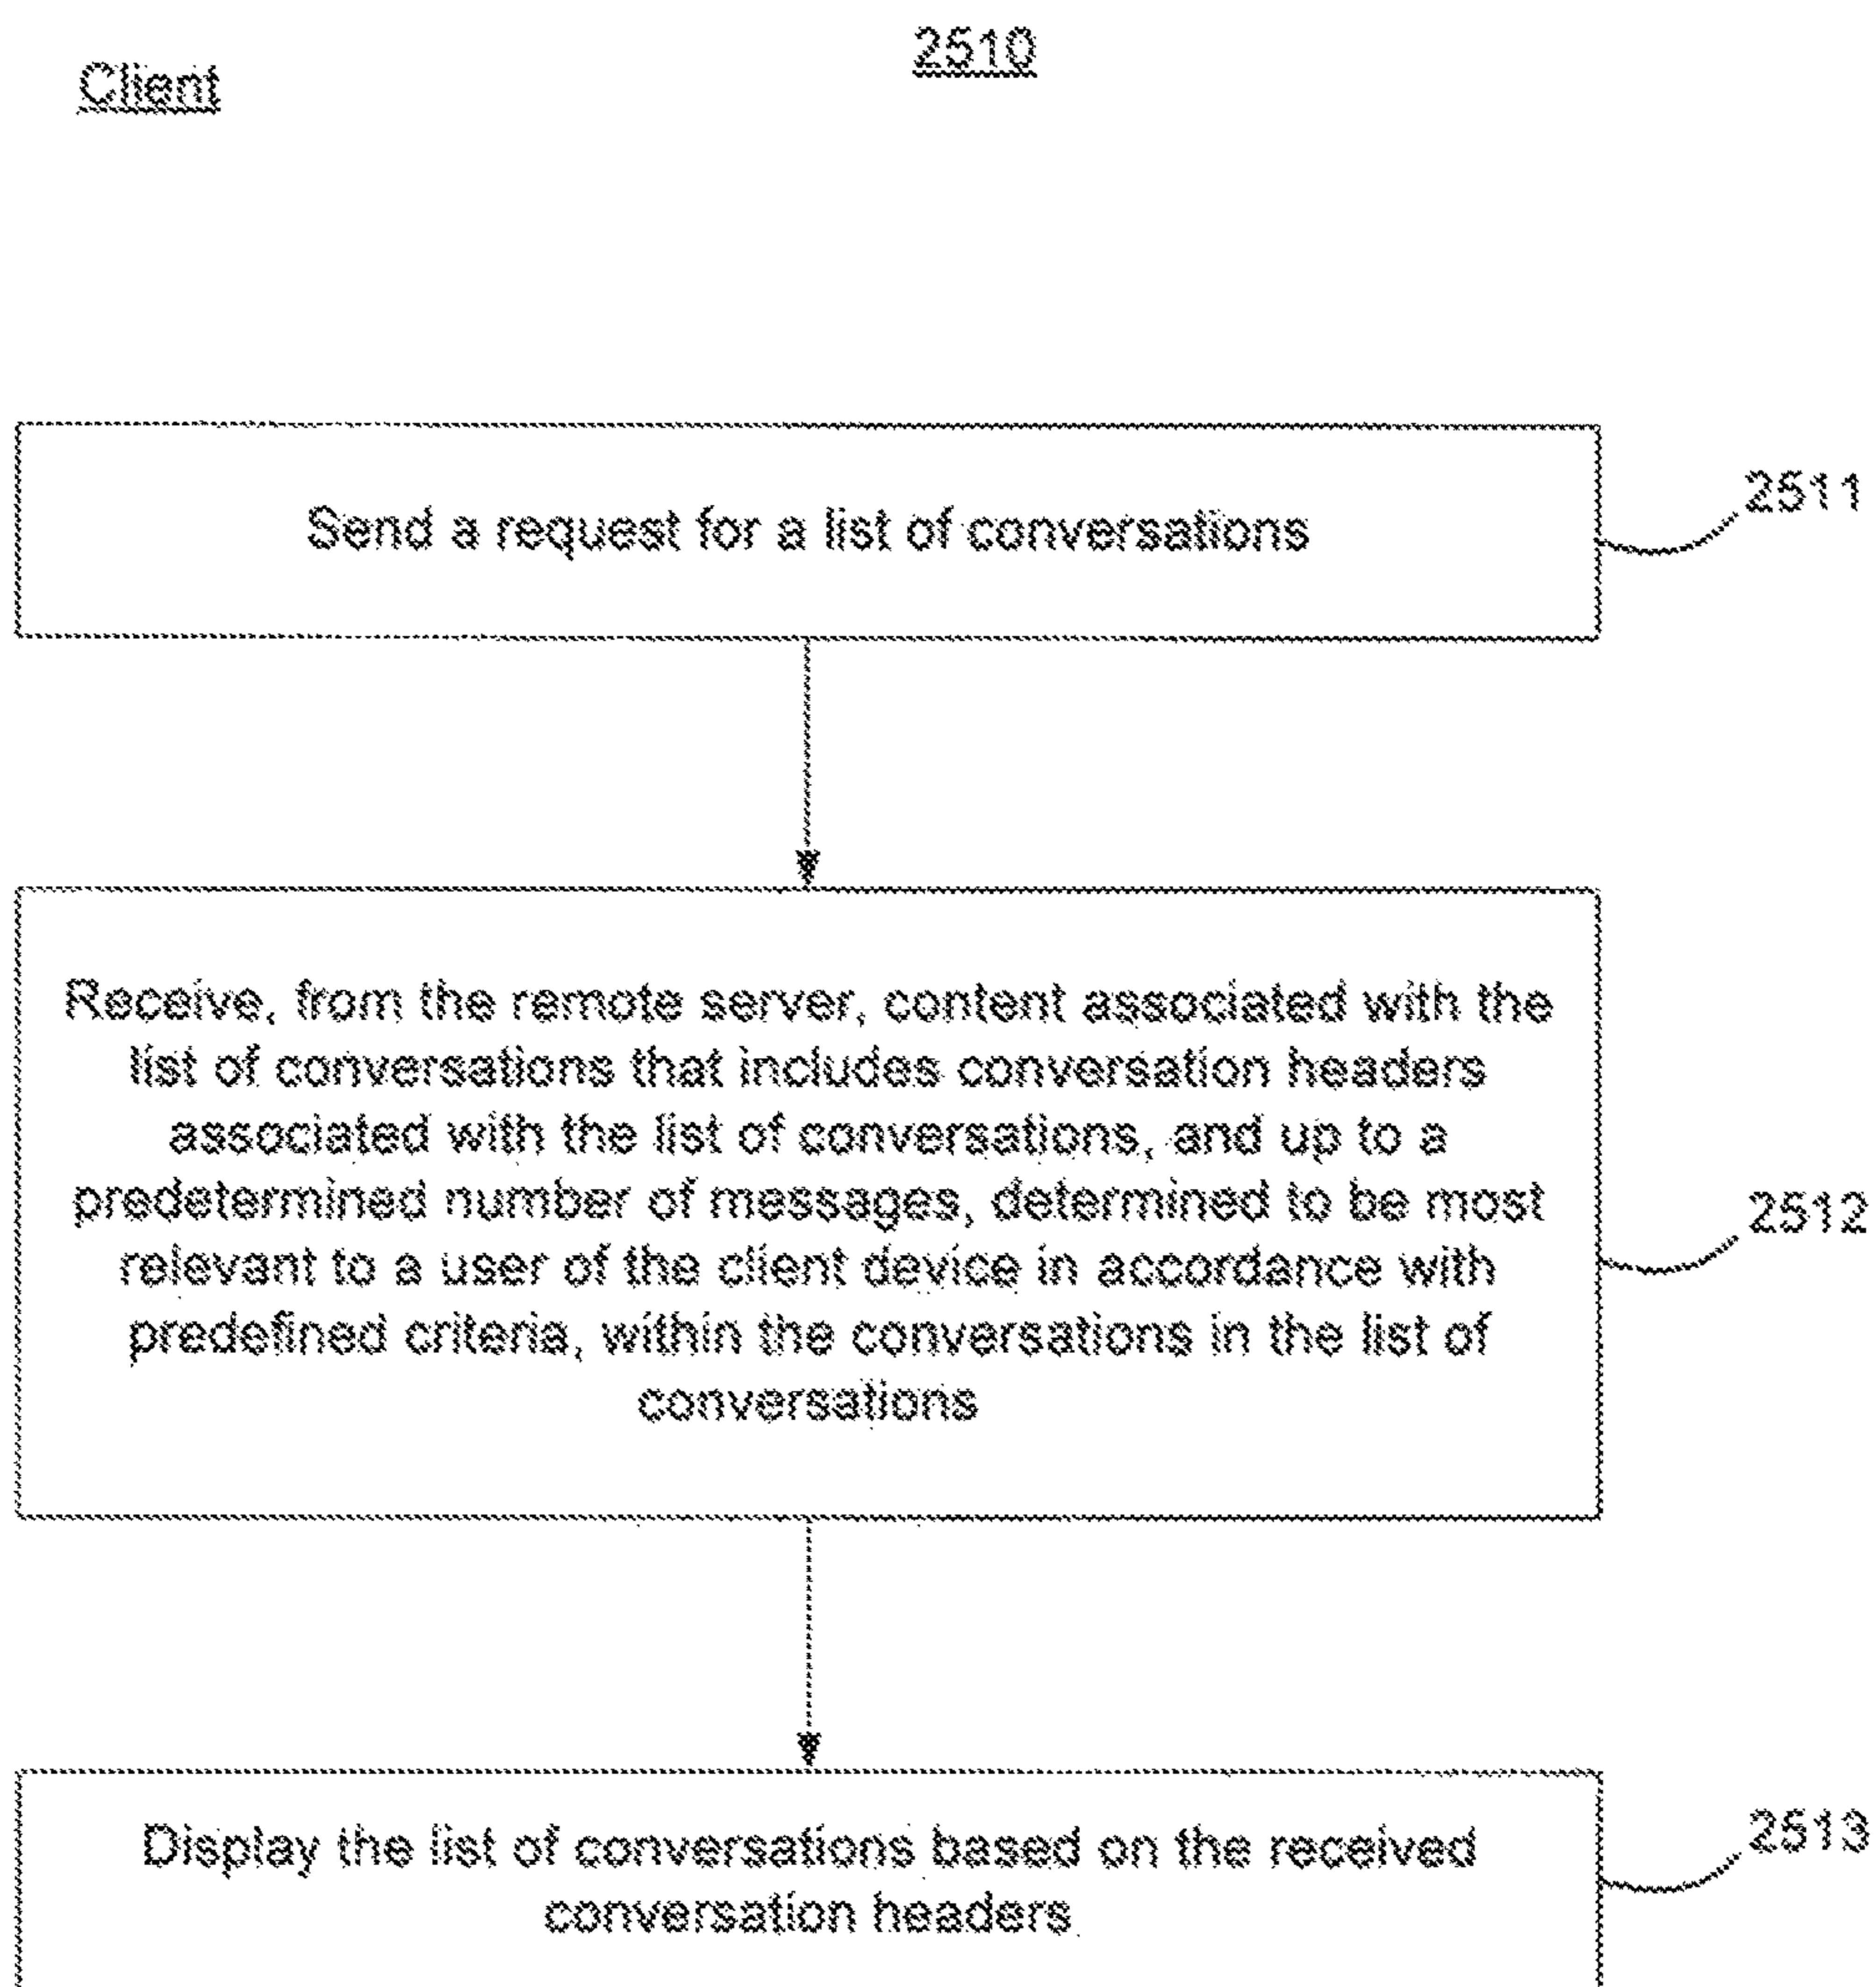 2510
Client
Send a request for a list of conversations
2511
Receive, from the remote server, content associated with the
list of conversations that includes conversation headers
associated with the list of conversations, and up to a
predetermined number of messages, determined to be most
relevant to a user of the client device in accordance with
predefined criteria, within the conversations in the list of
conversations
2512
Display the list of conversations based on the received
conversation headers
2513